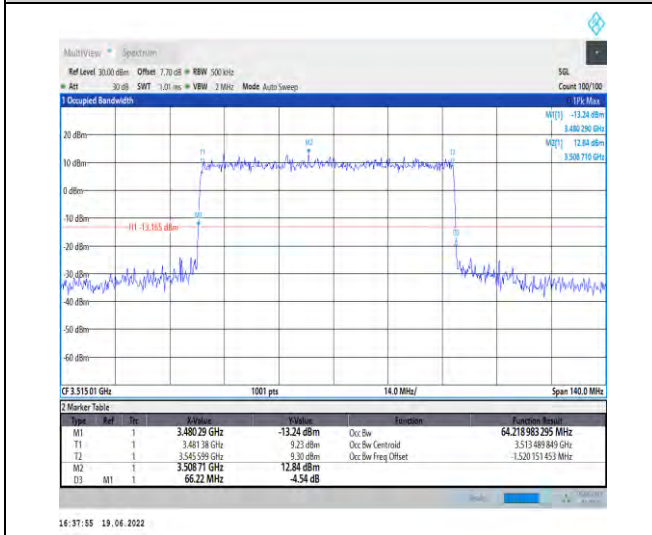 MultiView Spectrum
Ref Level 30.00 dBm Offset 7.70 dB RBW 500 kHz SGL
Att 30 dB SWT 1.01 ms VBW 2 MHz Mode Auto Sweep Count 100/100
1 Occupied Bandwidth 1Pk Max
M1[1] -13.24 dBm
3.480 290 GHz
M2[1] 12.84 dBm
3.508 710 GHz
20 dBm
M2
T1 T2
10 dBm
0 dBm
-10 dBm
M1
H1 -13.165 dBm
D3
-30 dBm
-40 dBm
-50 dBm
-60 dBm
CF 3.515 01 GHz 1001 pts 14.0 MHz/ Span 140.0 MHz
2 Marker Table
Type Ref Trc X-Value Y-Value Function Function Result
M1 1 3.480 29 GHz -13.24 dBm Occ Bw 64.218 983 295 MHz
T1 1 3.481 38 GHz 9.23 dBm Occ Bw Centroid 3.513 489 849 GHz
T2 1 3.545 599 GHz 9.30 dBm Occ Bw Freq Offset -1.520 151 453 MHz
M2 1 3.508 71 GHz 12.84 dBm
D3 M1 1 66.22 MHz -4.54 dB
16:37:55 19.06.2022